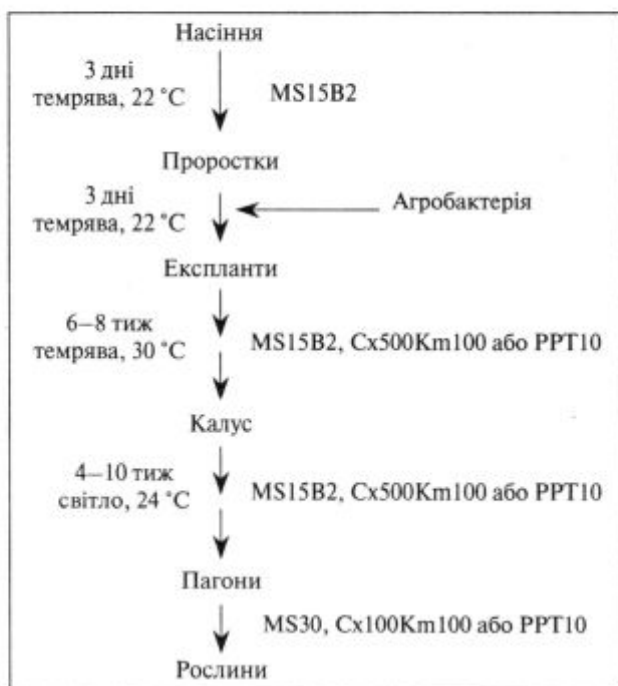 Насіння
3 дні
темрява, 22 °C
MS15B2
Проростки
3 дні
темрява, 22 °C
Агробактерія
Експланти
6–8 тиж
темрява, 30 °C
MS15B2, Cx500Km100 або PPT10
Калус
4–10 тиж
світло, 24 °C
MS15B2, Cx500Km100 або PPT10
Пагони
MS30, Cx100Km100 або PPT10
Рослини